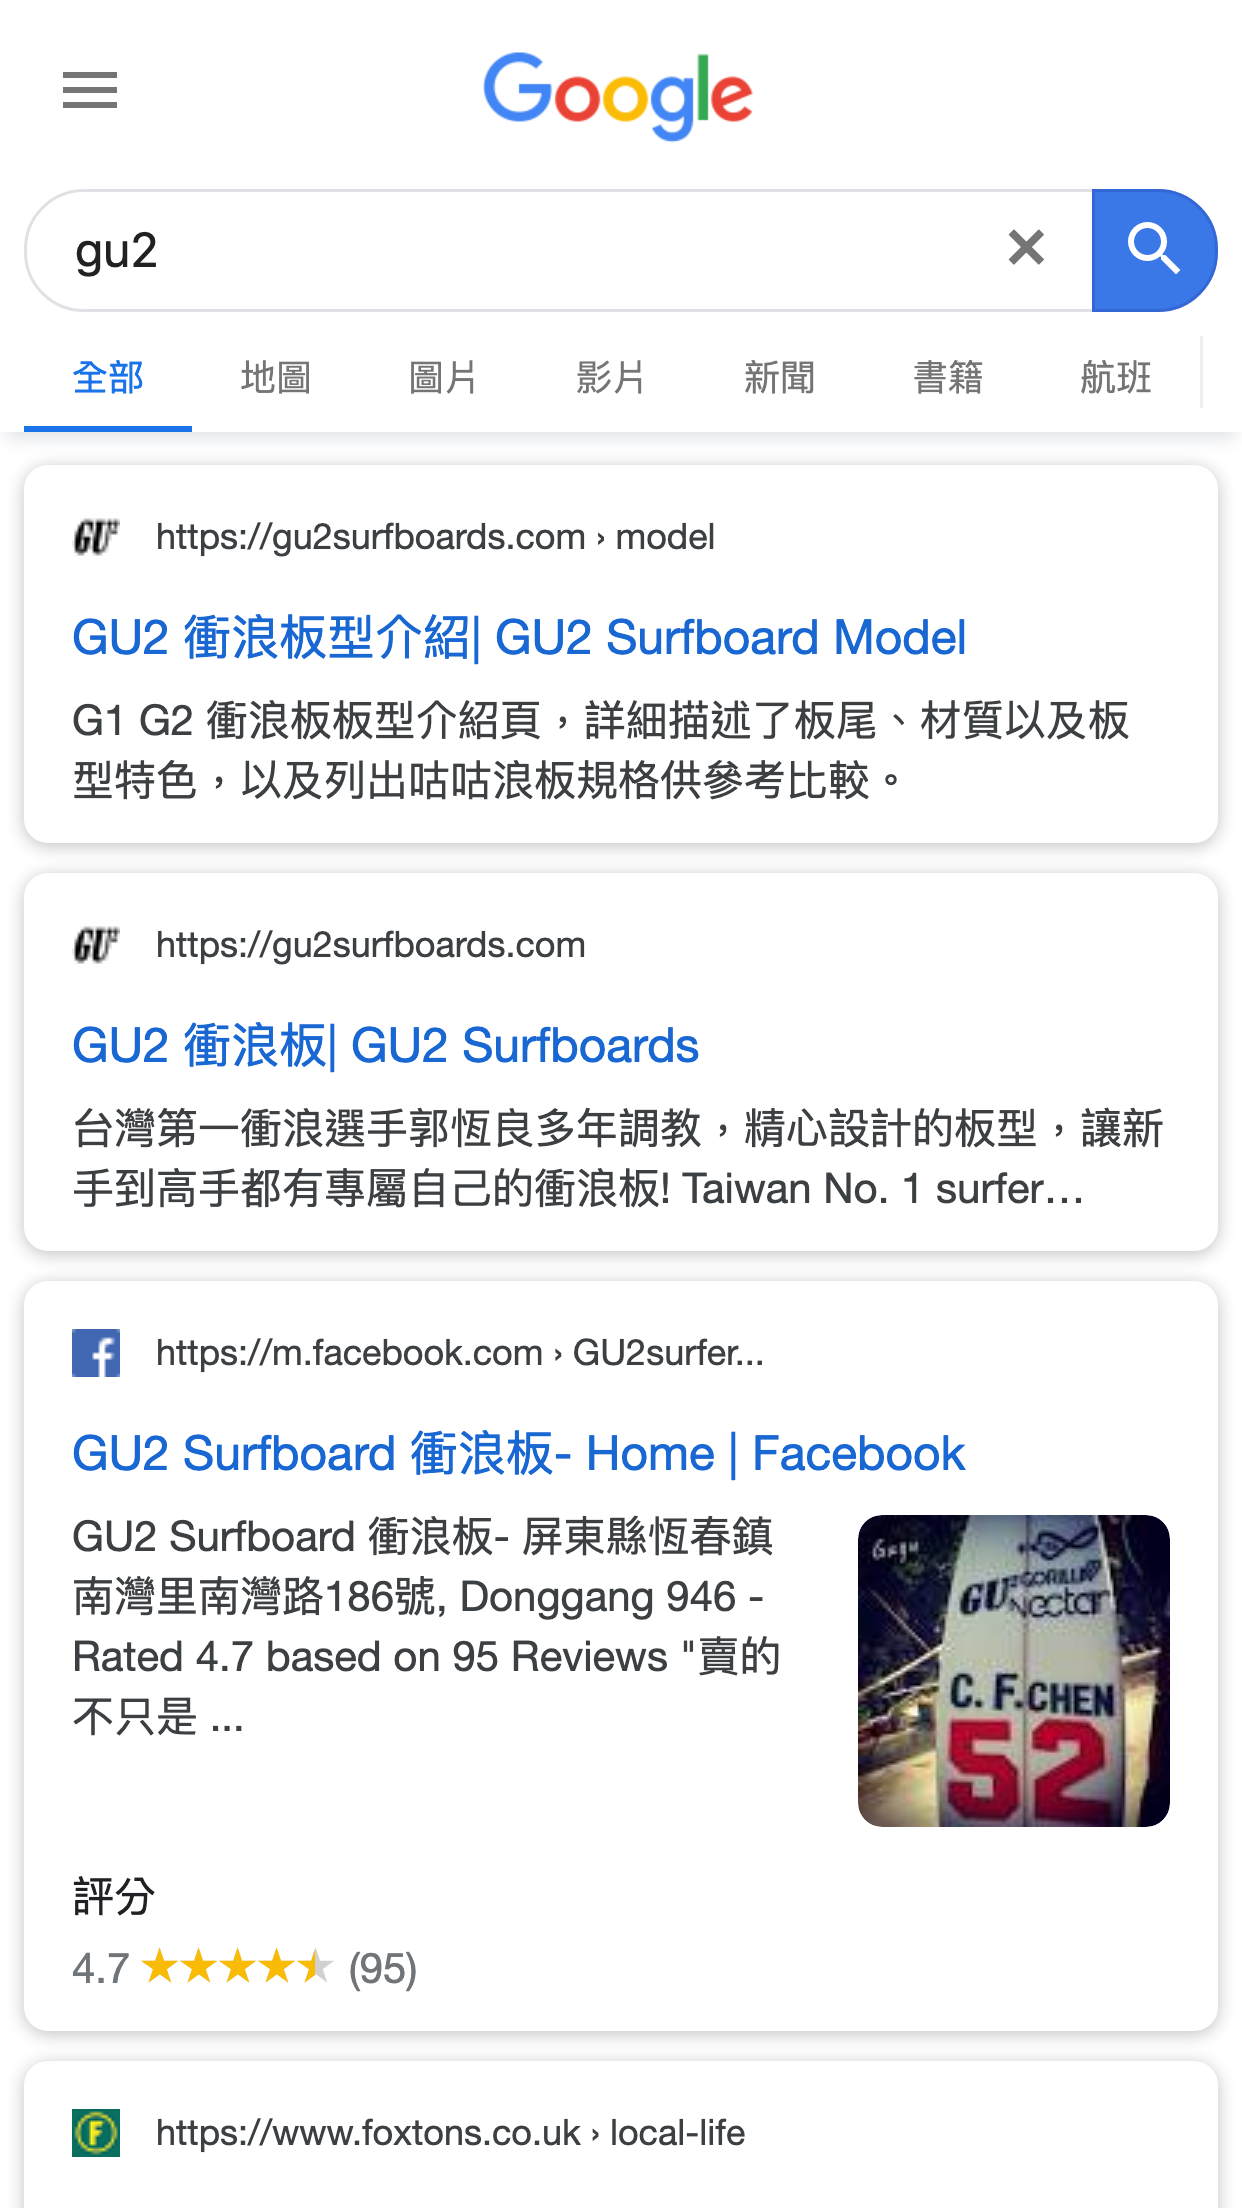 Google
gu2
全部 地圖 圖片 影片 新聞 書籍 航班
GU2 https://gu2surfboards.com › model
GU2 衝浪板型介紹| GU2 Surfboard Model
G1 G2 衝浪板板型介紹頁，詳細描述了板尾、材質以及板
型特色，以及列出咕咕浪板規格供參考比較。
GU2 https://gu2surfboards.com
GU2 衝浪板| GU2 Surfboards
台灣第一衝浪選手郭恆良多年調教，精心設計的板型，讓新
手到高手都有專屬自己的衝浪板! Taiwan No. 1 surfer...
f https://m.facebook.com › GU2surfer...
GU2 Surfboard 衝浪板- Home | Facebook
GU2 Surfboard 衝浪板- 屏東縣恆春鎮
南灣里南灣路186號, Donggang 946 -
Rated 4.7 based on 95 Reviews "賣的
不只是 ...
Gugu
GU2 GORILLA
Nectar
C. F. CHEN
52
評分
4.7 (95)
F https://www.foxtons.co.uk › local-life